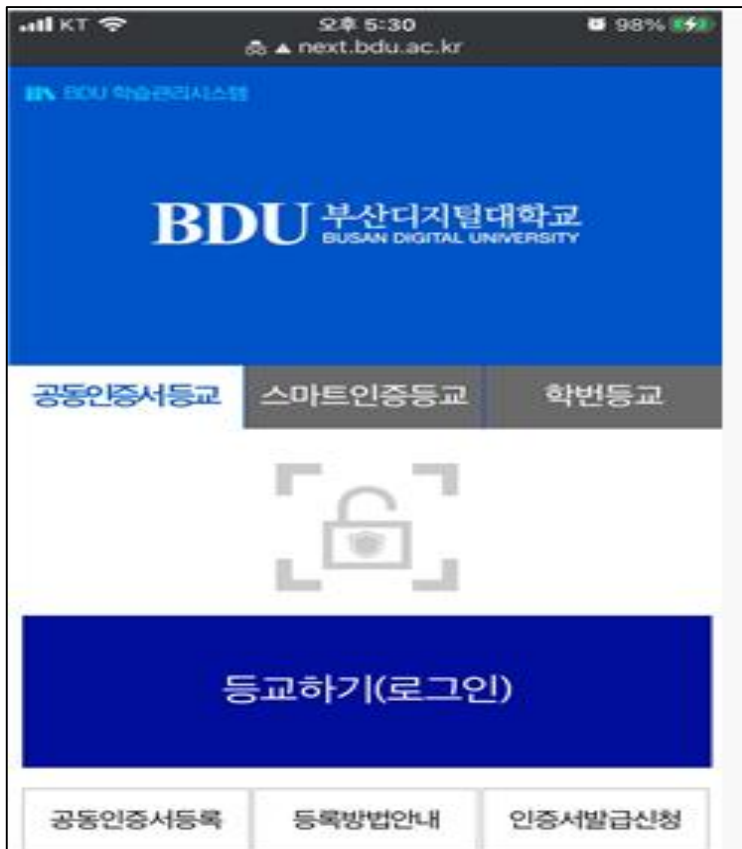 KT 오후 5:30 98%
next.bdu.ac.kr
BDU 학습관리시스템
BDU 부산디지털대학교
BUSAN DIGITAL UNIVERSITY
공동인증서등교 스마트인증등교 학번등교
등교하기(로그인)
공동인증서등록 등록방법안내 인증서발급신청